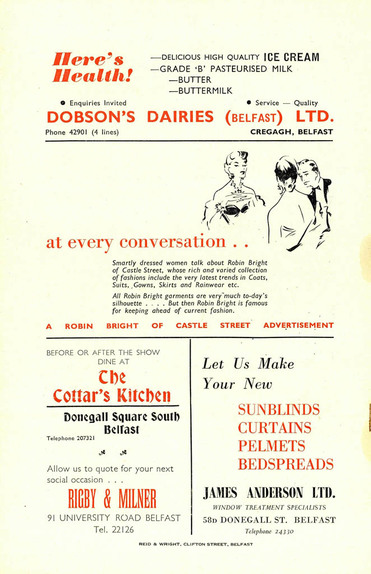 Here's
Health!
—DELICIOUS HIGH QUALITY ICE CREAM
—GRADE 'B' PASTEURISED MILK
—BUTTER
—BUTTERMILK
● Enquiries Invited ● Service — Quality
DOBSON'S DAIRIES (BELFAST) LTD.
Phone 42901 (4 lines) CREGAGH, BELFAST
at every conversation . .
Smartly dressed women talk about Robin Bright
of Castle Street, whose rich and varied collection
of fashions include the very latest trends in Coats,
Suits, Gowns, Skirts and Rainwear etc.
All Robin Bright garments are very much to-day's
silhouette . . . . But then Robin Bright is famous
for keeping ahead of current fashion.
A ROBIN BRIGHT OF CASTLE STREET ADVERTISEMENT
BEFORE OR AFTER THE SHOW
DINE AT
The
Cottar's Kitchen
Donegall Square South
Belfast
Telephone 207321
Allow us to quote for your next
social occasion . . .
RIGBY & MILNER
91 UNIVERSITY ROAD BELFAST
Tel. 22126
Let Us Make
Your New
SUNBLINDS
CURTAINS
PELMETS
BEDSPREADS
JAMES ANDERSON LTD.
WINDOW TREATMENT SPECIALISTS
58D DONEGALL ST. BELFAST
Telephone 24330
REID & WRIGHT, CLIFTON STREET, BELFAST